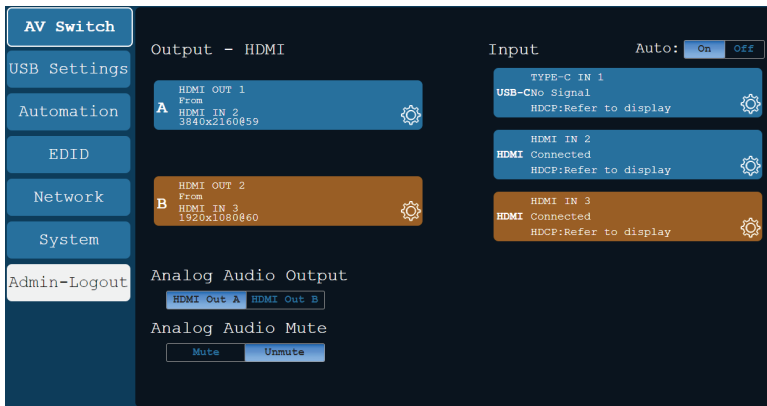 AV Switch
USB Settings
Automation
EDID
Network
System
Admin-Logout
Output - HDMI
A
HDMI OUT 1
From
HDMI IN 2
3840x2160@59
B
HDMI OUT 2
From
HDMI IN 3
1920x1080@60
Analog Audio Output
HDMI Out A HDMI Out B
Analog Audio Mute
Mute Unmute
Input Auto: On Off
TYPE-C IN 1
USB-C No Signal
HDCP:Refer to display
HDMI IN 2
HDMI Connected
HDCP:Refer to display
HDMI IN 3
HDMI Connected
HDCP:Refer to display